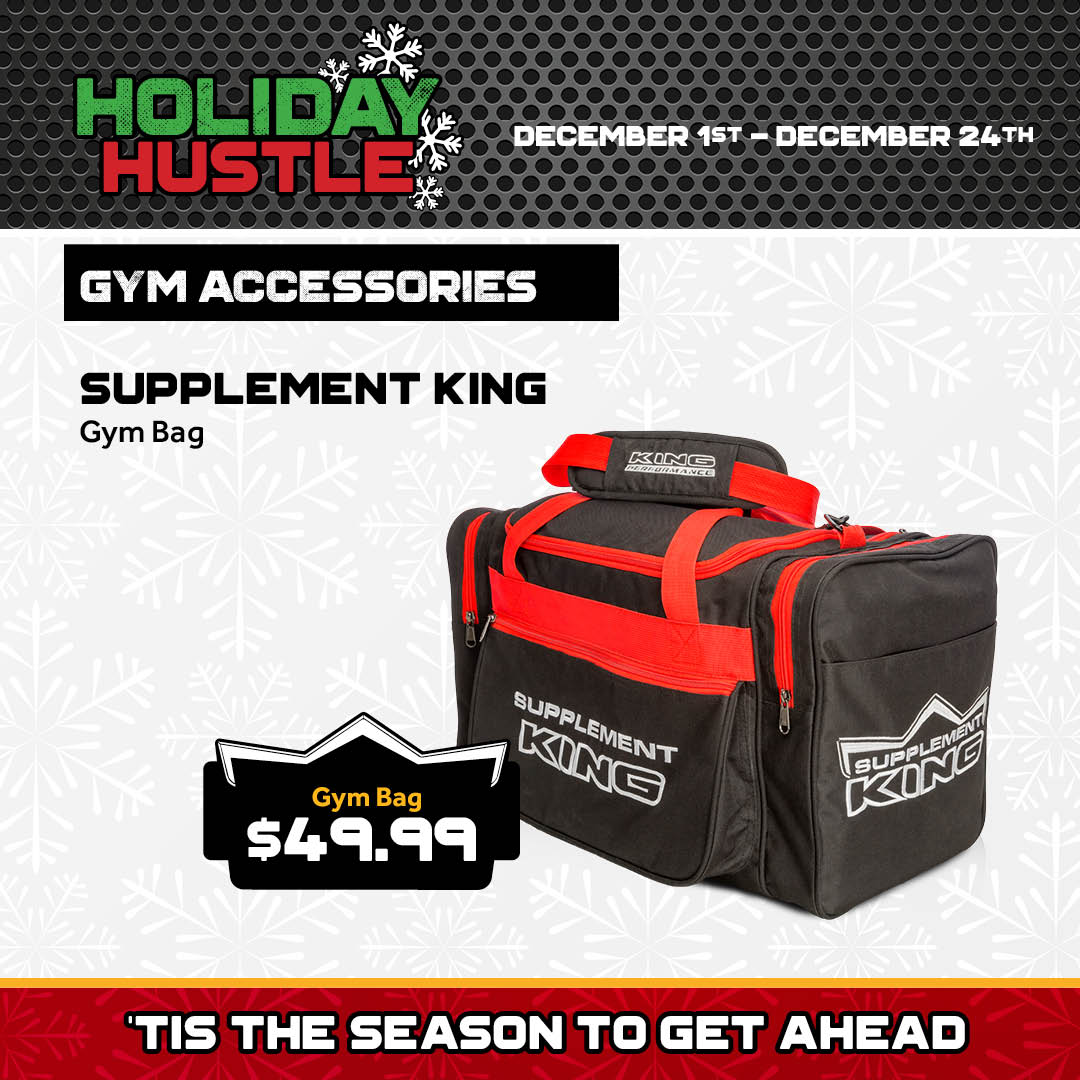 HOLIDAY
HUSTLE
DECEMBER 1ST – DECEMBER 24TH
GYM ACCESSORIES
SUPPLEMENT KING
Gym Bag
KING
PERFORMANCE
SUPPLEMENT
KING
SUPPLEMENT
KING
Gym Bag
$49.99
'TIS THE SEASON TO GET AHEAD